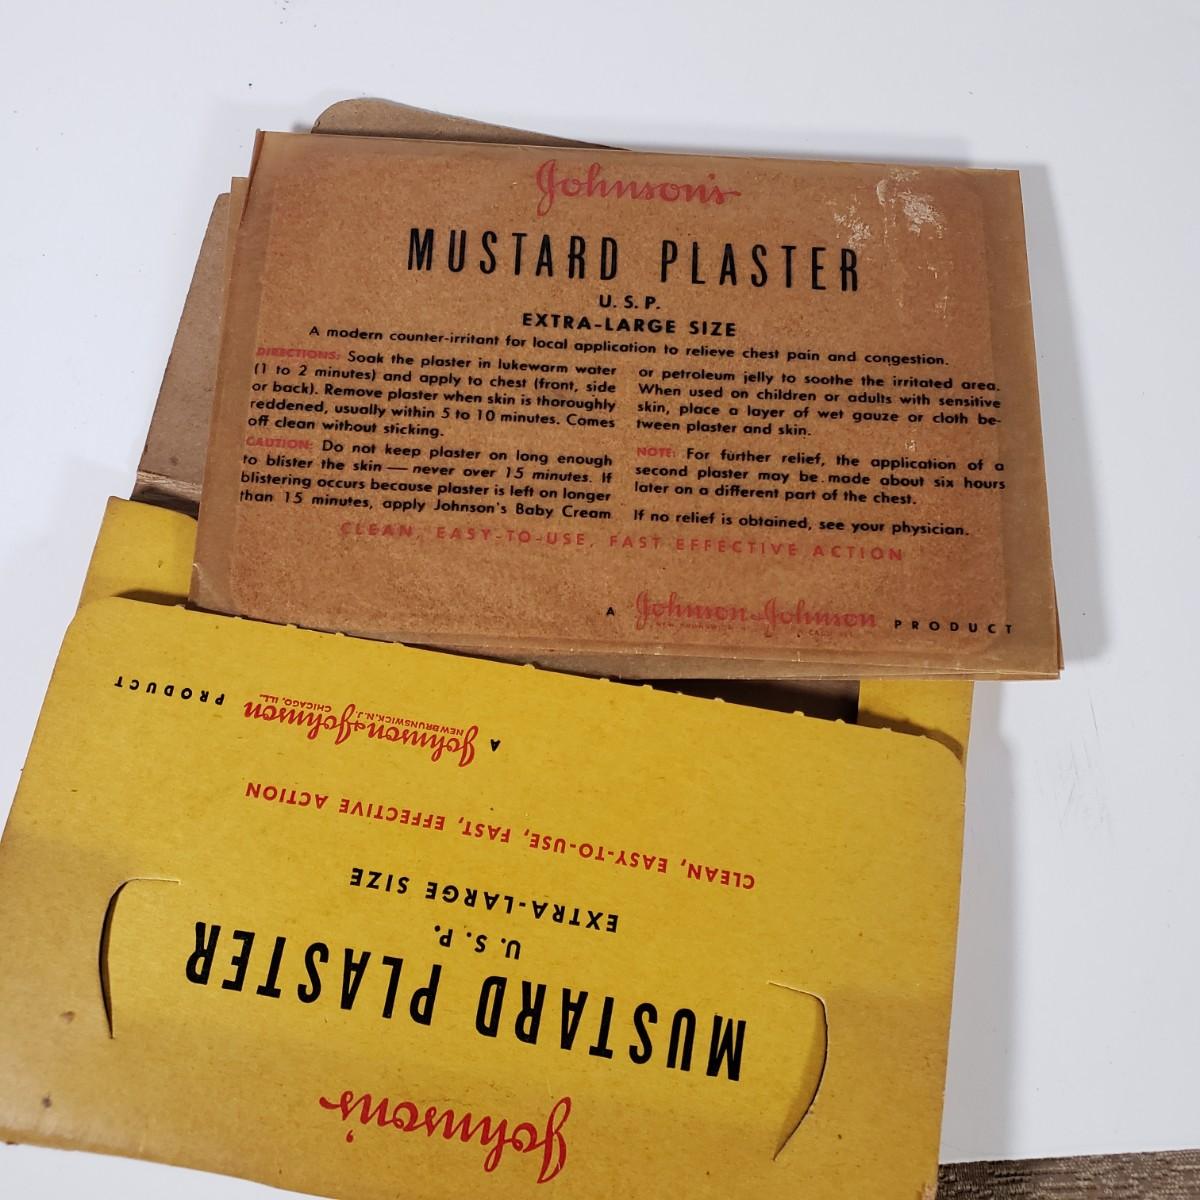 Johnson's
MUSTARD PLASTER
U. S. P.
EXTRA-LARGE SIZE
A modern counter-irritant for local application to relieve chest pain and congestion.
DIRECTIONS: Soak the plaster in lukewarm water
(1 to 2 minutes) and apply to chest (front, side
or back). Remove plaster when skin is thoroughly
reddened, usually within 5 to 10 minutes. Comes
off clean without sticking.
CAUTION: Do not keep plaster on long enough
to blister the skin — never over 15 minutes. If
blistering occurs because plaster is left on longer
than 15 minutes, apply Johnson's Baby Cream
or petroleum jelly to soothe the irritated area.
When used on children or adults with sensitive
skin, place a layer of wet gauze or cloth be-
tween plaster and skin.
NOTE: For further relief, the application of a
second plaster may be made about six hours
later on a different part of the chest.
If no relief is obtained, see your physician.
CLEAN, EASY-TO-USE, FAST EFFECTIVE ACTION
A Johnson & Johnson PRODUCT
Johnson's
MUSTARD PLASTER
U. S. P.
EXTRA-LARGE SIZE
CLEAN, EASY-TO-USE, FAST, EFFECTIVE ACTION
A Johnson & Johnson PRODUCT
NEW BRUNSWICK, N. J. CHICAGO, ILL.